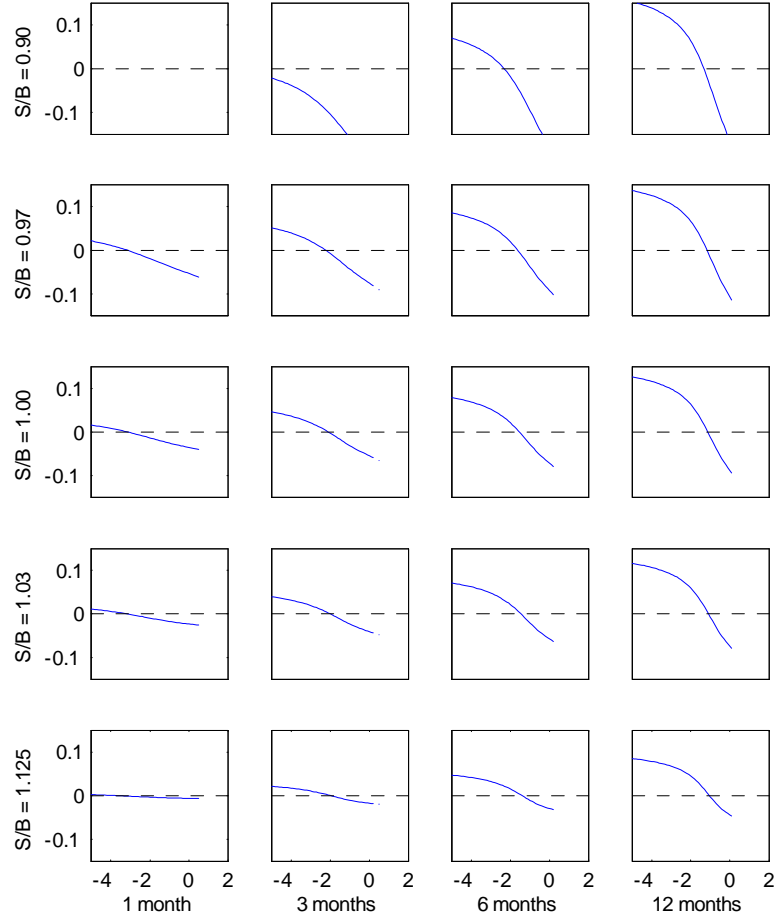 S/B = 0.90
0.1
0
-0.1
S/B = 0.97
0.1
0
-0.1
S/B = 1.00
0.1
0
-0.1
S/B = 1.03
0.1
0
-0.1
S/B = 1.125
0.1
0
-0.1
-4 -2 0 2 -4 -2 0 2 -4 -2 0 2 -4 -2 0 2
1 month 3 months 6 months 12 months